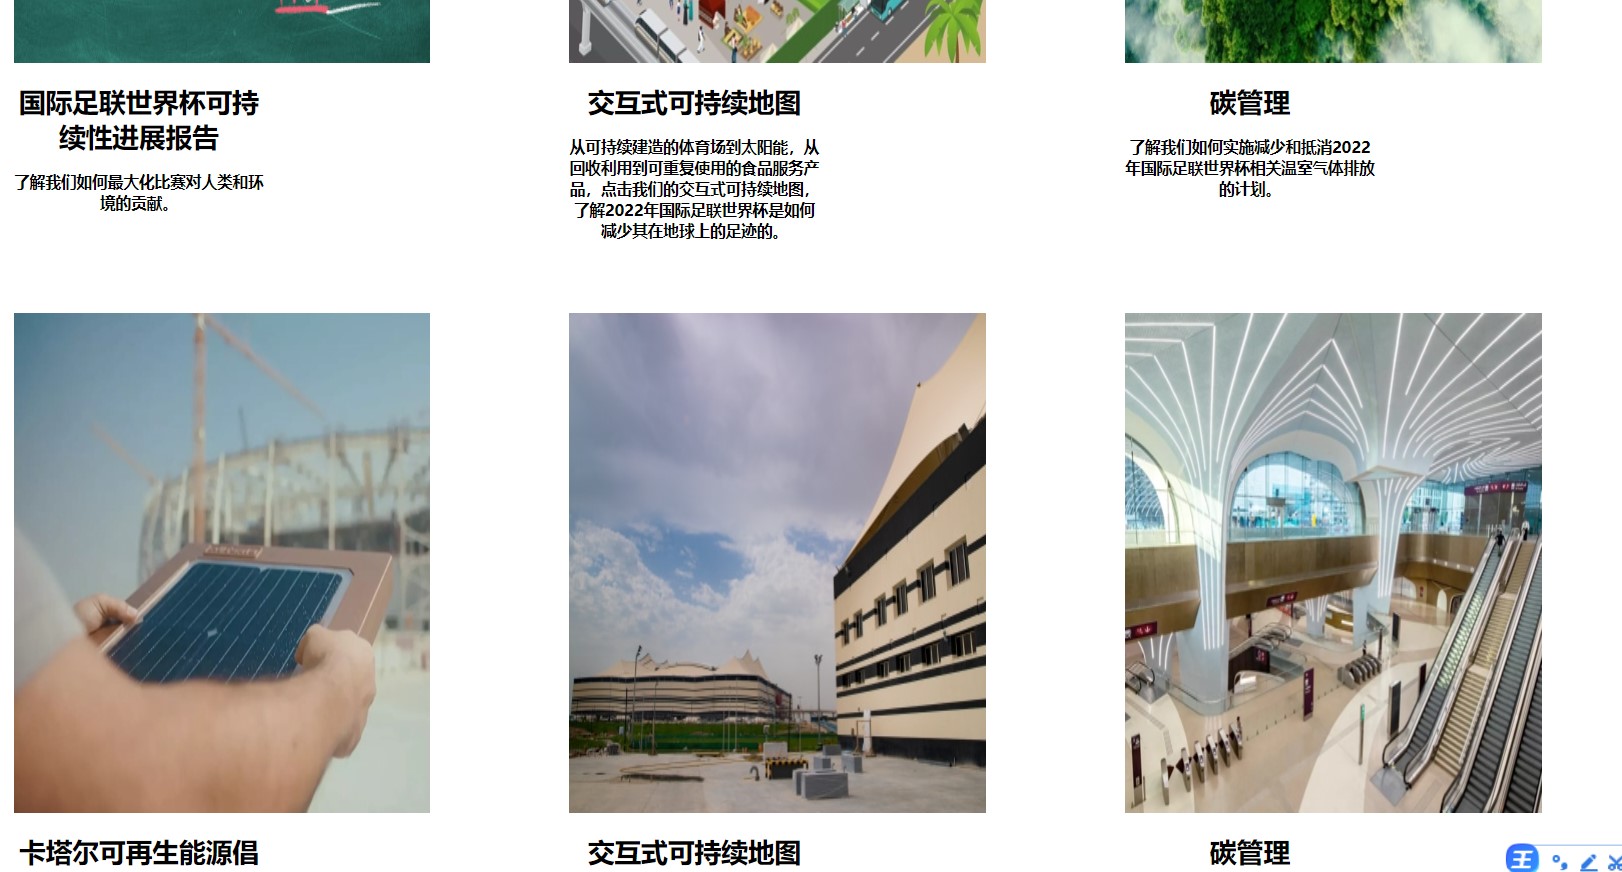 国际足联世界杯可持
续性进展报告
了解我们如何最大化比赛对人类和环
境的贡献。
交互式可持续地图
从可持续建造的体育场到太阳能，从
回收利用到可重复使用的食品服务产
品，点击我们的交互式可持续地图，
了解2022年国际足联世界杯是如何
减少其在地球上的足迹的。
碳管理
了解我们如何实施减少和抵消2022
年国际足联世界杯相关温室气体排放
的计划。
卡塔尔可再生能源倡
交互式可持续地图
碳管理
王